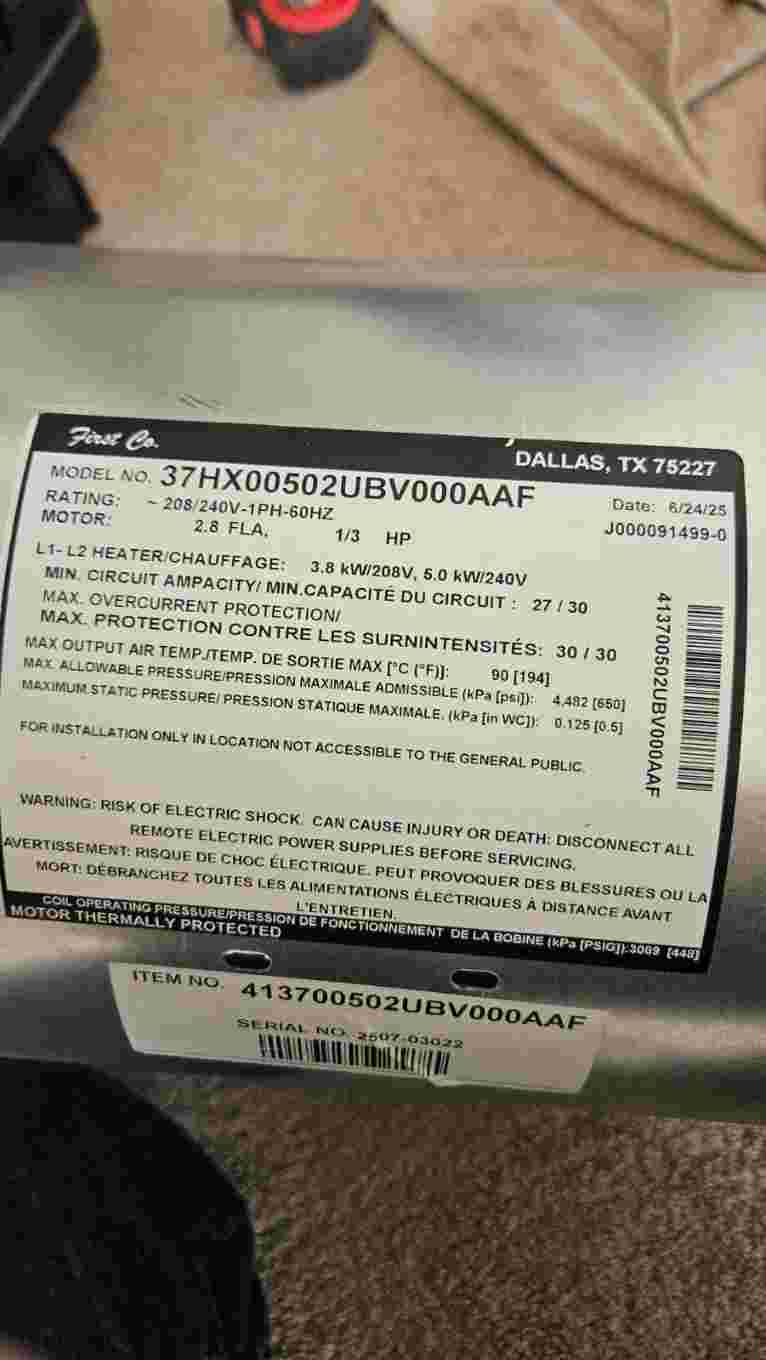 First Co.
DALLAS, TX 75227
MODEL NO. 37HX00502UBV000AAF
Date: 6/24/25
RATING: ~ 208/240V-1PH-60HZ
J000091499-0
MOTOR: 2.8 FLA, 1/3 HP
L1- L2 HEATER/CHAUFFAGE: 3.8 kW/208V, 5.0 kW/240V
MIN. CIRCUIT AMPACITY/ MIN.CAPACITÉ DU CIRCUIT : 27 / 30
MAX. OVERCURRENT PROTECTION/
MAX. PROTECTION CONTRE LES SURNINTENSITÉS: 30 / 30
MAX OUTPUT AIR TEMP./TEMP. DE SORTIE MAX [°C (°F)]: 90 [194]
MAX. ALLOWABLE PRESSURE/PRESSION MAXIMALE ADMISSIBLE (kPa [psi]): 4,482 [650]
MAXIMUM STATIC PRESSURE/ PRESSION STATIQUE MAXIMALE. (kPa [in WC]): 0.125 [0.5]
413700502UBV000AAF
FOR INSTALLATION ONLY IN LOCATION NOT ACCESSIBLE TO THE GENERAL PUBLIC.
WARNING: RISK OF ELECTRIC SHOCK. CAN CAUSE INJURY OR DEATH: DISCONNECT ALL
REMOTE ELECTRIC POWER SUPPLIES BEFORE SERVICING.
AVERTISSEMENT: RISQUE DE CHOC ÉLECTRIQUE. PEUT PROVOQUER DES BLESSURES OU LA
MORT: DÉBRANCHEZ TOUTES LES ALIMENTATIONS ÉLECTRIQUES À DISTANCE AVANT
L'ENTRETIEN.
COIL OPERATING PRESSURE/PRESSION DE FONCTIONNEMENT DE LA BOBINE (kPa [PSIG]):3089 [448]
MOTOR THERMALLY PROTECTED
ITEM NO. 413700502UBV000AAF
SERIAL NO. 2507-03022